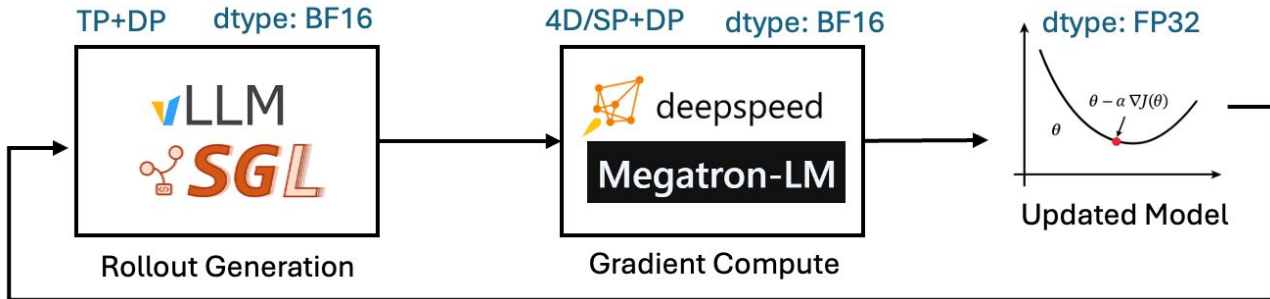 TP+DP dtype: BF16
vLLM
SGL
Rollout Generation
4D/SP+DP dtype: BF16
deepspeed
Megatron-LM
Gradient Compute
dtype: FP32
θ − α ∇J(θ)
θ
Updated Model